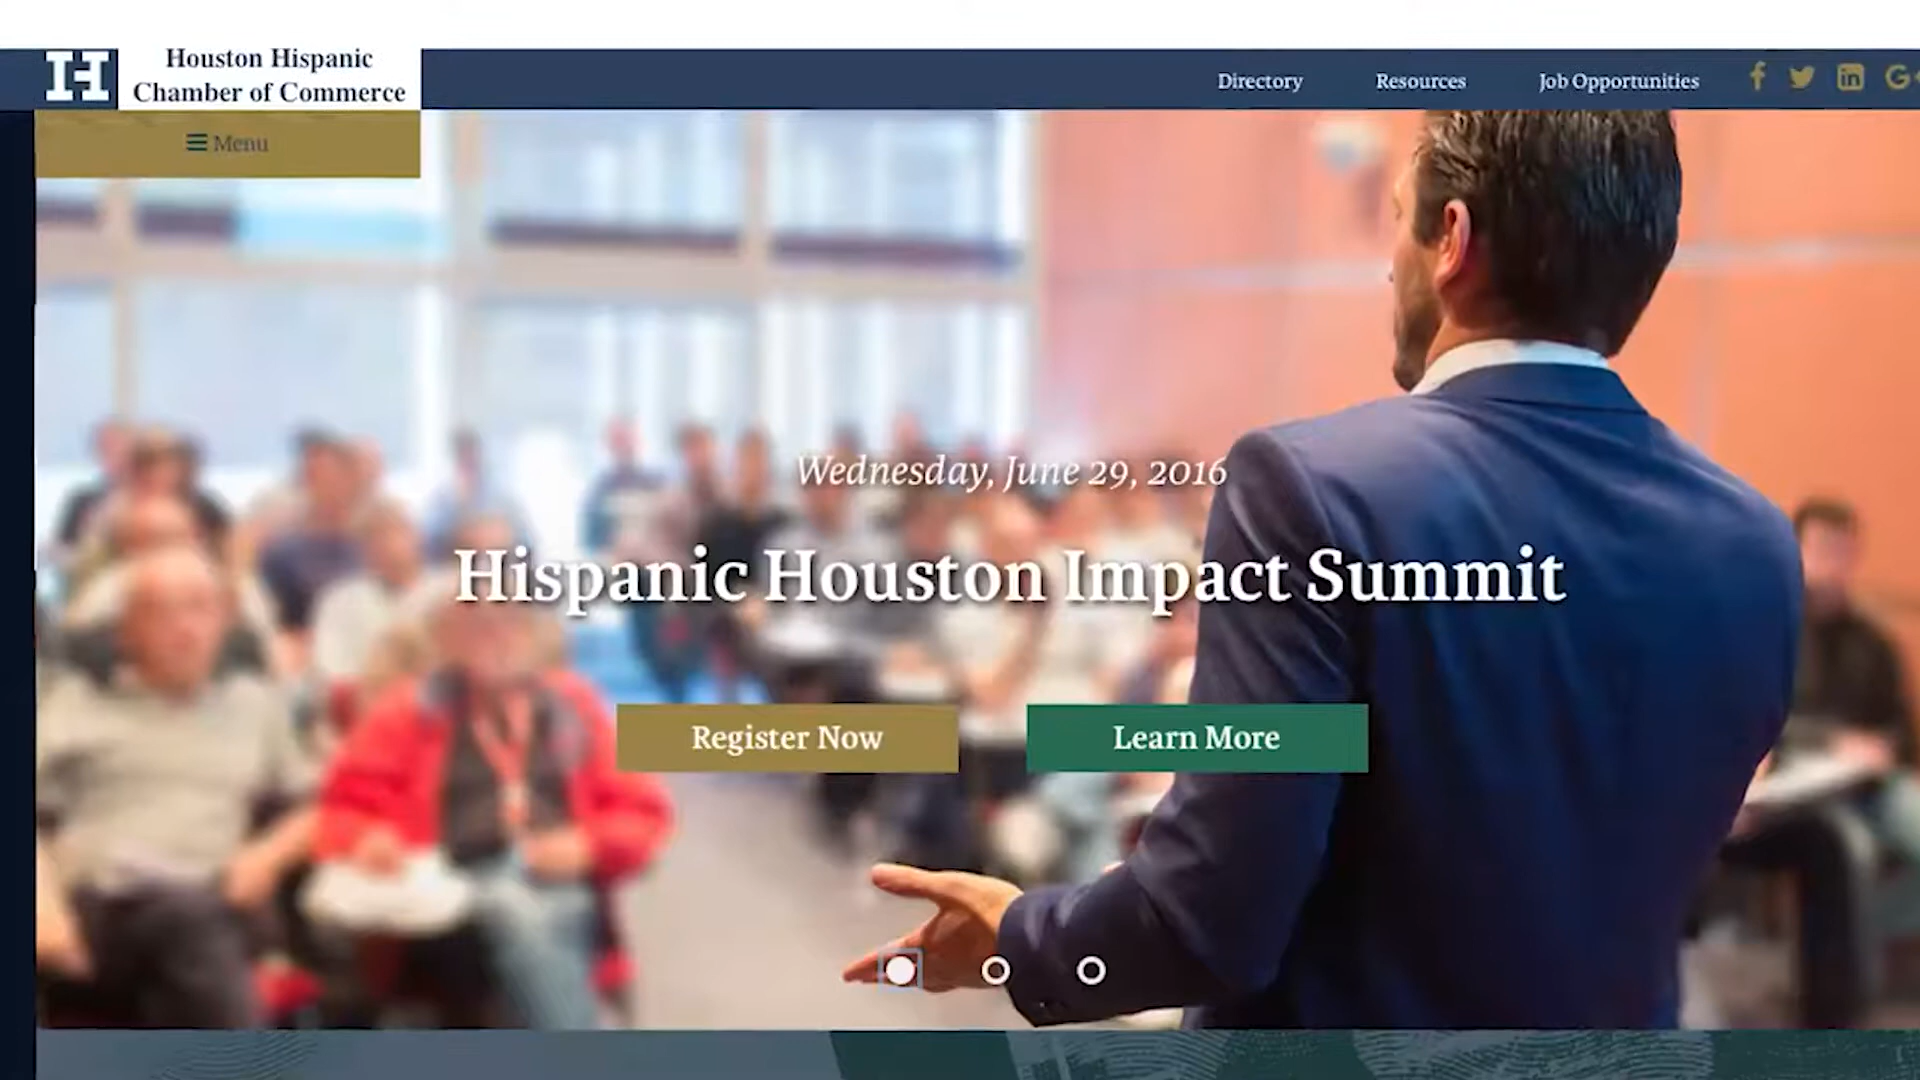 Houston Hispanic
Chamber of Commerce
Directory
Resources
Job Opportunities
Menu
Wednesday, June 29, 2016
Hispanic Houston Impact Summit
Register Now
Learn More